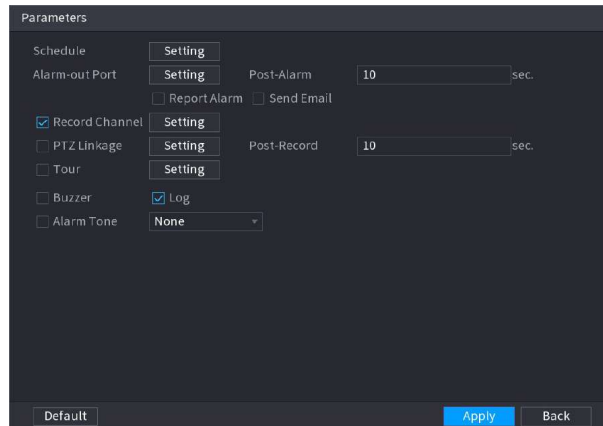 Parameters
Schedule Setting
Alarm-out Port Setting Post-Alarm 10 sec.
Report Alarm Send Email
Record Channel Setting
PTZ Linkage Setting Post-Record 10 sec.
Tour Setting
Buzzer Log
Alarm Tone None
Default Apply Back